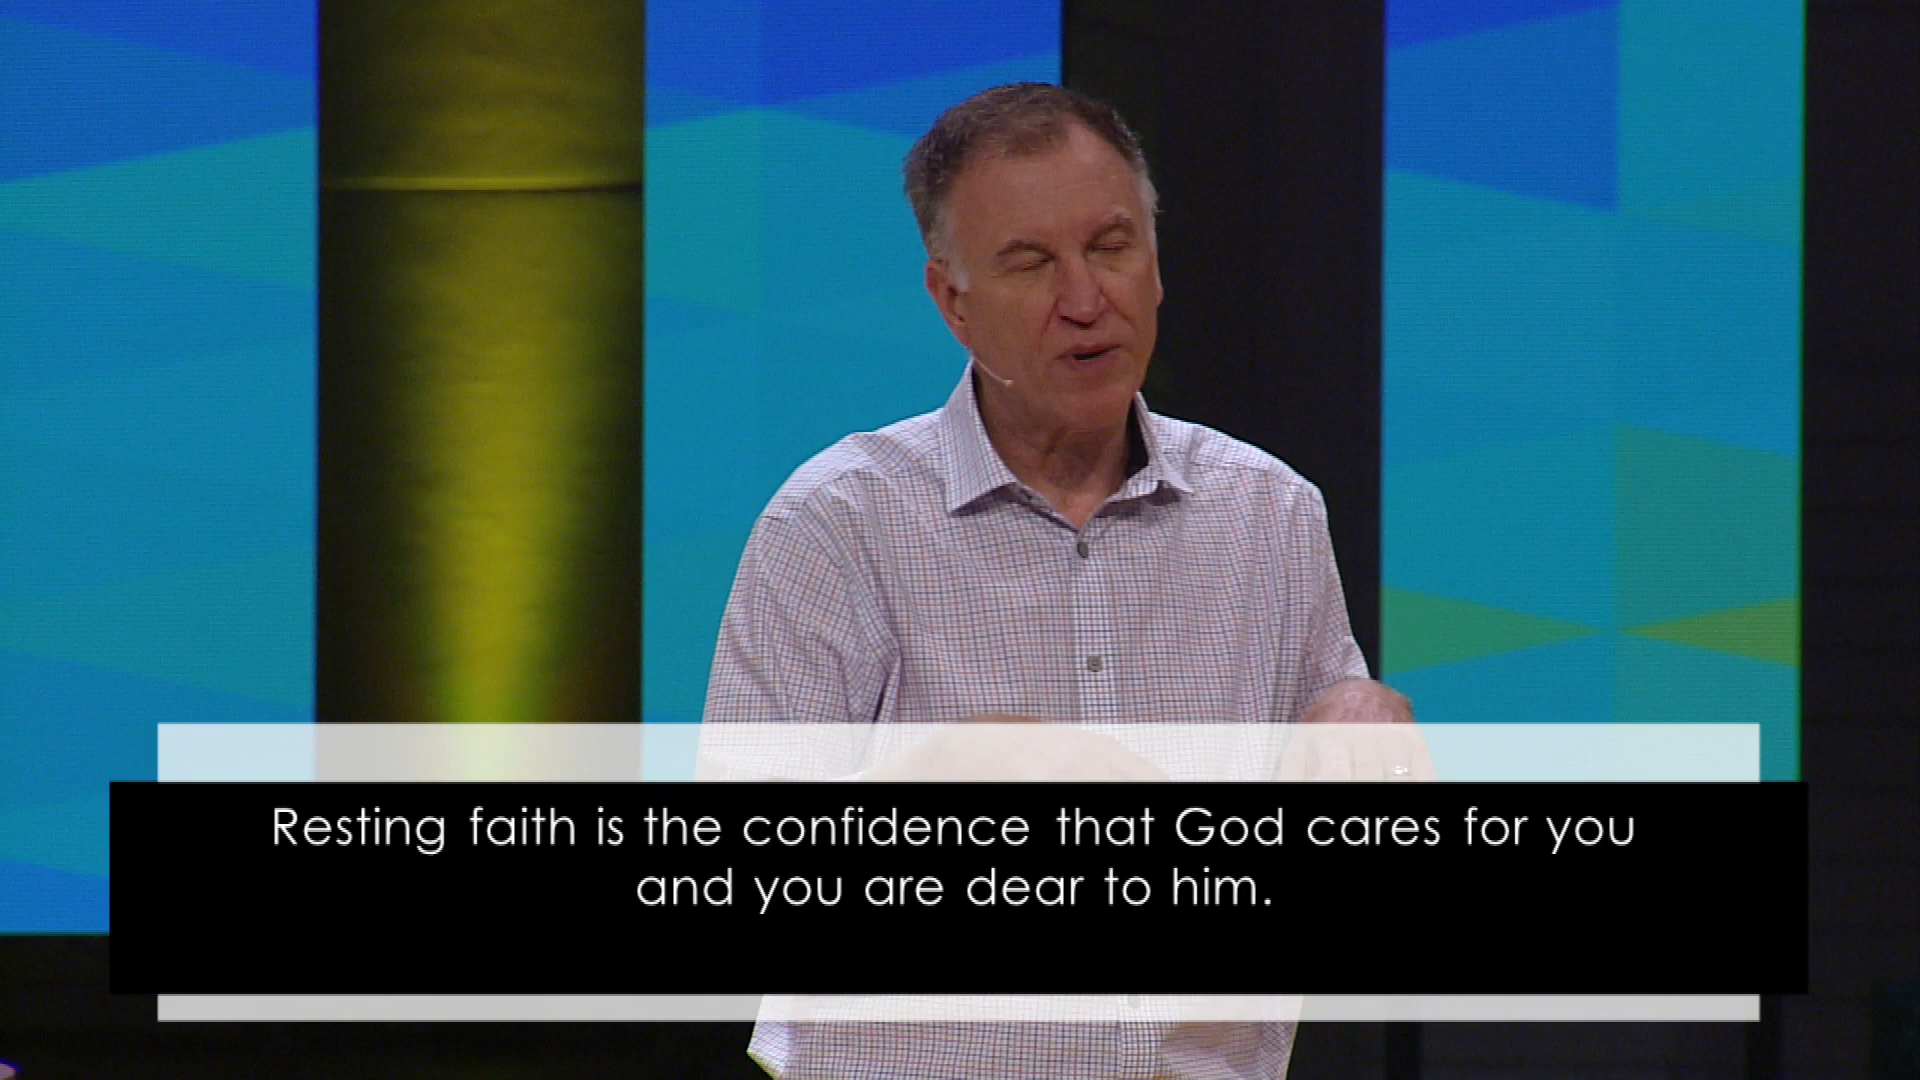 Resting faith is the confidence that God cares for you
and you are dear to him.